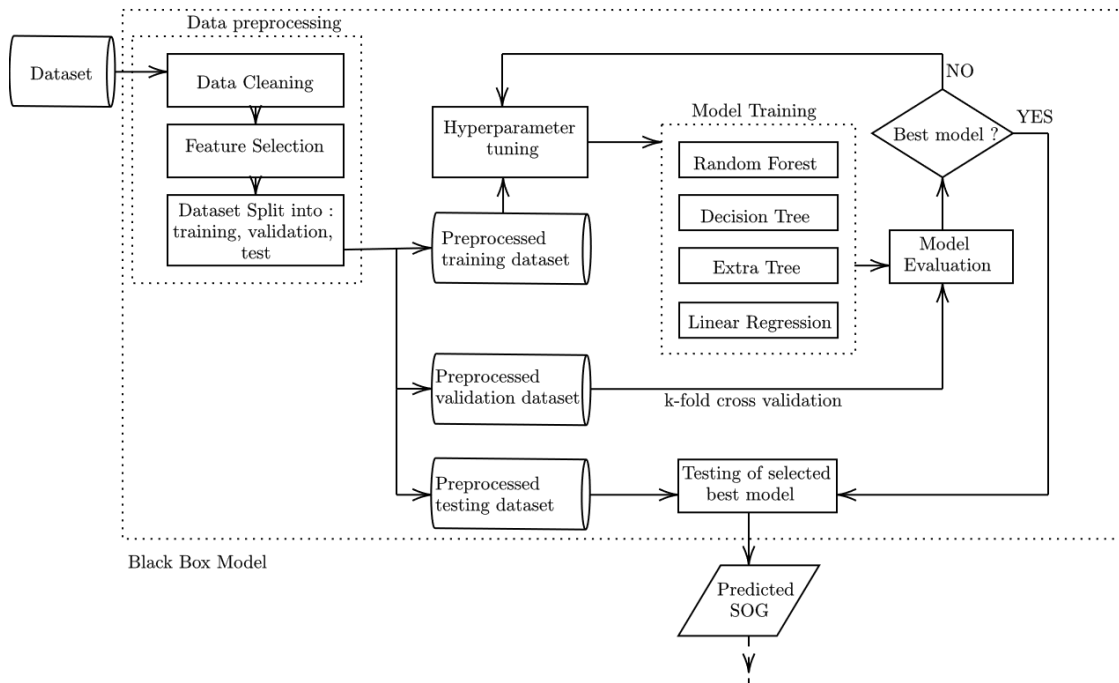 Data preprocessing
Dataset
Data Cleaning
Feature Selection
Dataset Split into :
training, validation,
test
Hyperparameter
tuning
Preprocessed
training dataset
Preprocessed
validation dataset
k-fold cross validation
Preprocessed
testing dataset
Model Training
Random Forest
Decision Tree
Extra Tree
Linear Regression
Model
Evaluation
Best model ?
NO
YES
Testing of selected
best model
Black Box Model
Predicted
SOG